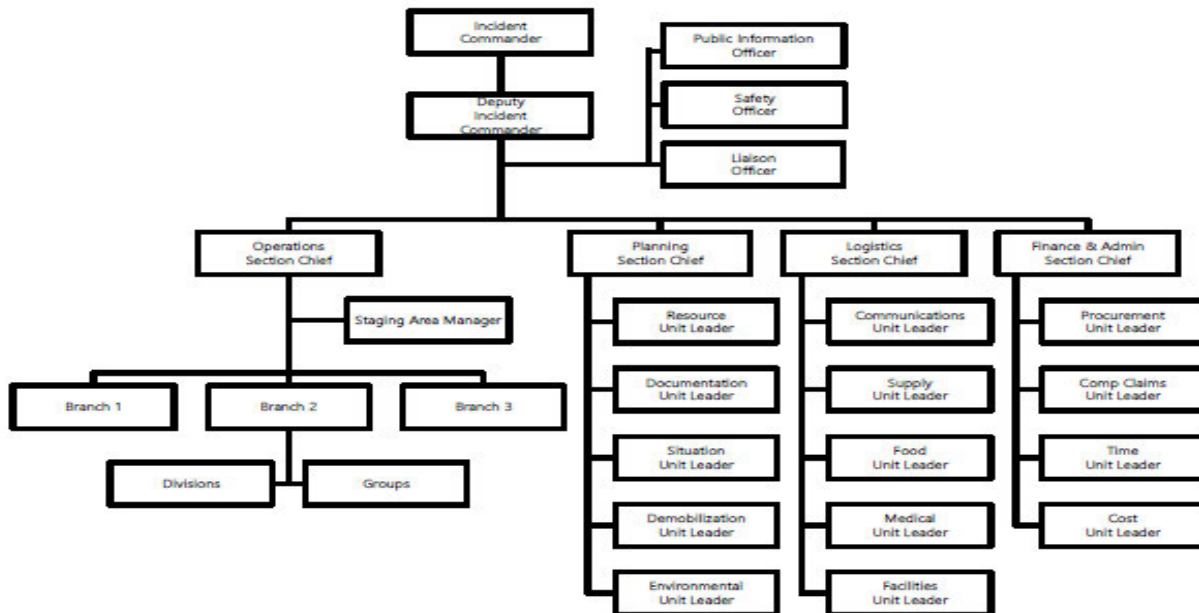 Incident
Commander
Public Information
Officer
Deputy
Incident
Commander
Safety
Officer
Liaison
Officer
Operations
Section Chief
Planning
Section Chief
Logistics
Section Chief
Finance & Admin
Section Chief
Staging Area Manager
Resource
Unit Leader
Communications
Unit Leader
Procurement
Unit Leader
Branch 1
Branch 2
Branch 3
Documentation
Unit Leader
Supply
Unit Leader
Comp Claims
Unit Leader
Divisions
Groups
Situation
Unit Leader
Food
Unit Leader
Time
Unit Leader
Demobilization
Unit Leader
Medical
Unit Leader
Cost
Unit Leader
Environmental
Unit Leader
Facilities
Unit Leader